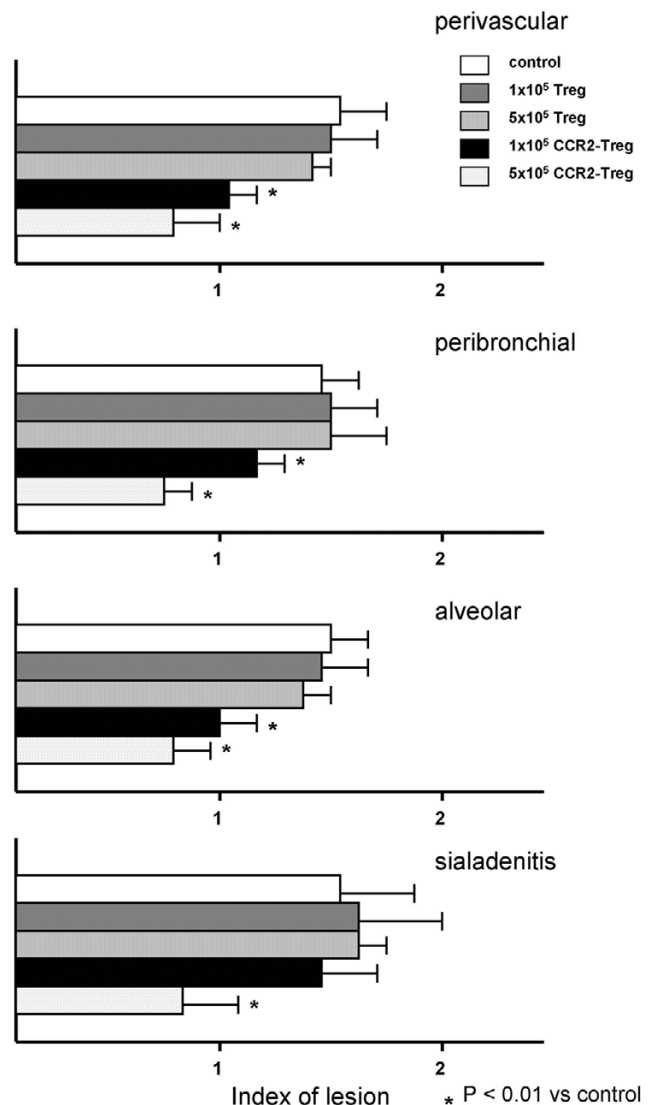 perivascular
control
1x10⁵ Treg
5x10⁵ Treg
1x10⁵ CCR2-Treg
5x10⁵ CCR2-Treg
*
*
1 2
peribronchial
*
*
1 2
alveolar
*
*
1 2
sialadenitis
*
1 2
Index of lesion * P < 0.01 vs control